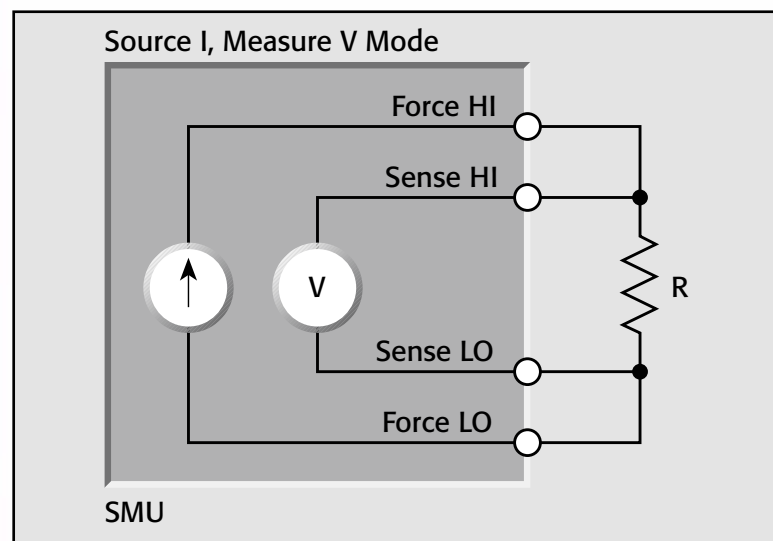 Source I, Measure V Mode
Force HI
Sense HI
V
R
Sense LO
Force LO
SMU